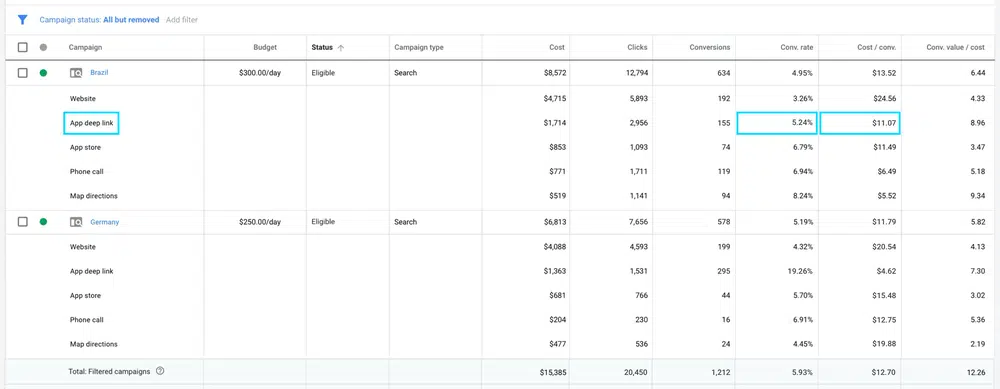 Campaign status: All but removed Add filter
Campaign Budget Status ↑ Campaign type Cost Clicks Conversions Conv. rate Cost / conv. Conv. value / cost
Brazil $300.00/day Eligible Search $8,572 12,794 634 4.95% $13.52 6.44
Website $4,715 5,893 192 3.26% $24.56 4.33
App deep link $1,714 2,956 155 5.24% $11.07 8.96
App store $853 1,093 74 6.79% $11.49 3.47
Phone call $771 1,711 119 6.94% $6.49 5.18
Map directions $519 1,141 94 8.24% $5.52 9.34
Germany $250.00/day Eligible Search $6,813 7,656 578 5.19% $11.79 5.82
Website $4,088 4,593 199 4.32% $20.54 4.13
App deep link $1,363 1,531 295 19.26% $4.62 7.30
App store $681 766 44 5.70% $15.48 3.02
Phone call $204 230 16 6.91% $12.75 5.36
Map directions $477 536 24 4.45% $19.88 2.19
Total: Filtered campaigns ? $15,385 20,450 1,212 5.93% $12.70 12.26